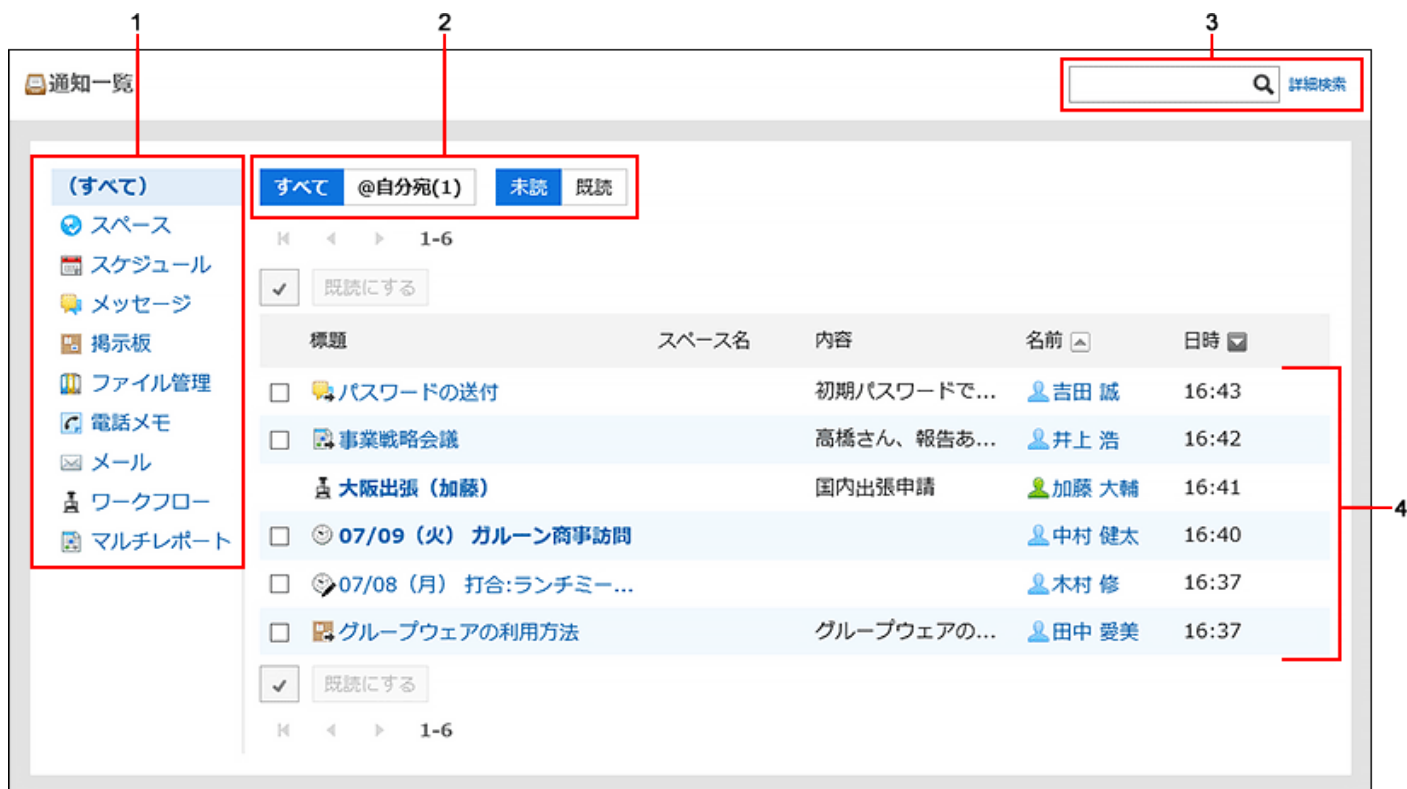 1 2 3
通知一覧 詳細検索
(すべて)
スペース
スケジュール
メッセージ
掲示板
ファイル管理
電話メモ
メール
ワークフロー
マルチレポート
すべて @自分宛(1) 未読 既読
1-6
既読にする
標題 スペース名 内容 名前 日時
パスワードの送付 初期パスワードで... 吉田 誠 16:43
事業戦略会議 高橋さん、報告あ... 井上 浩 16:42
大阪出張（加藤） 国内出張申請 加藤 大輔 16:41
07/09（火） ガルーン商事訪問 中村 健太 16:40
07/08（月） 打合:ランチミー... 木村 修 16:37
グループウェアの利用方法 グループウェアの... 田中 愛美 16:37
4
既読にする
1-6